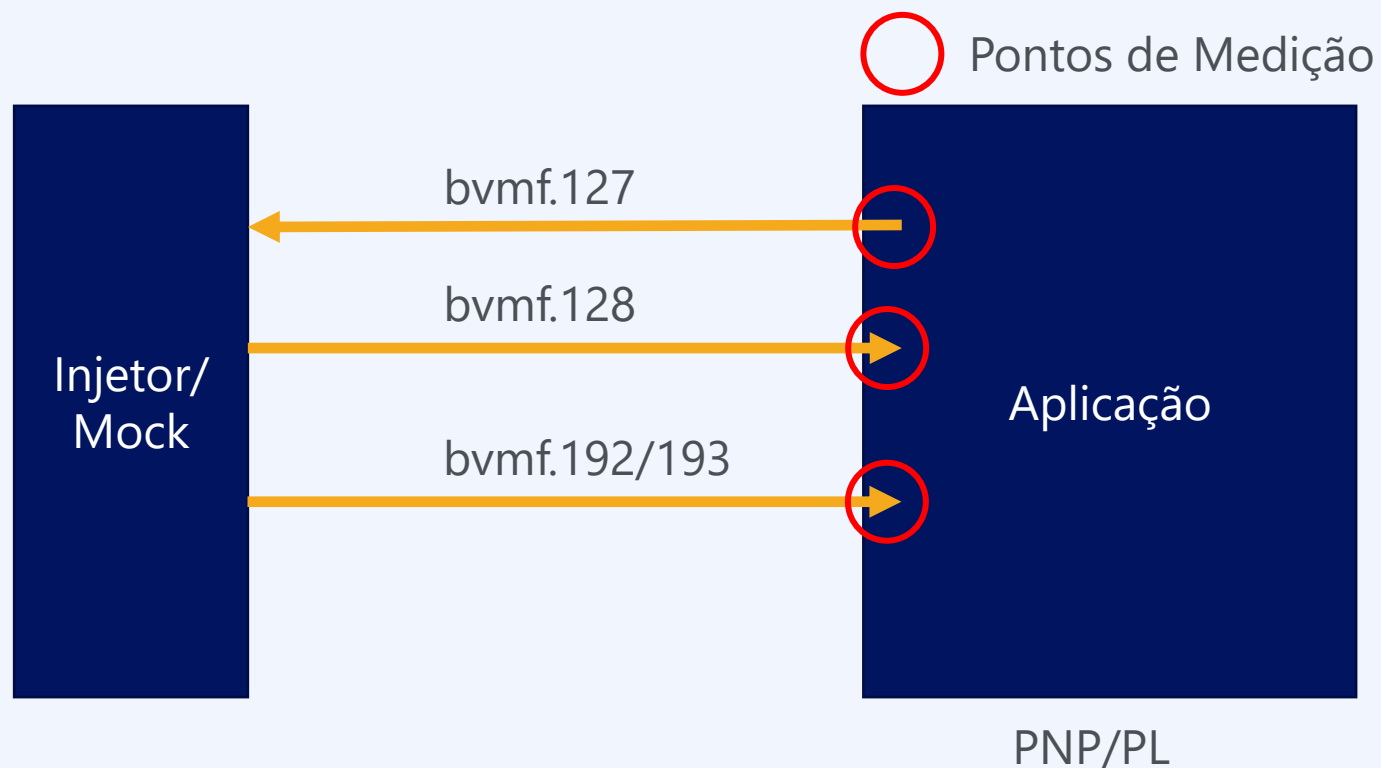 Pontos de Medição
bvmf.127
bvmf.128
Injetor/
Mock
Aplicação
bvmf.192/193
PNP/PL